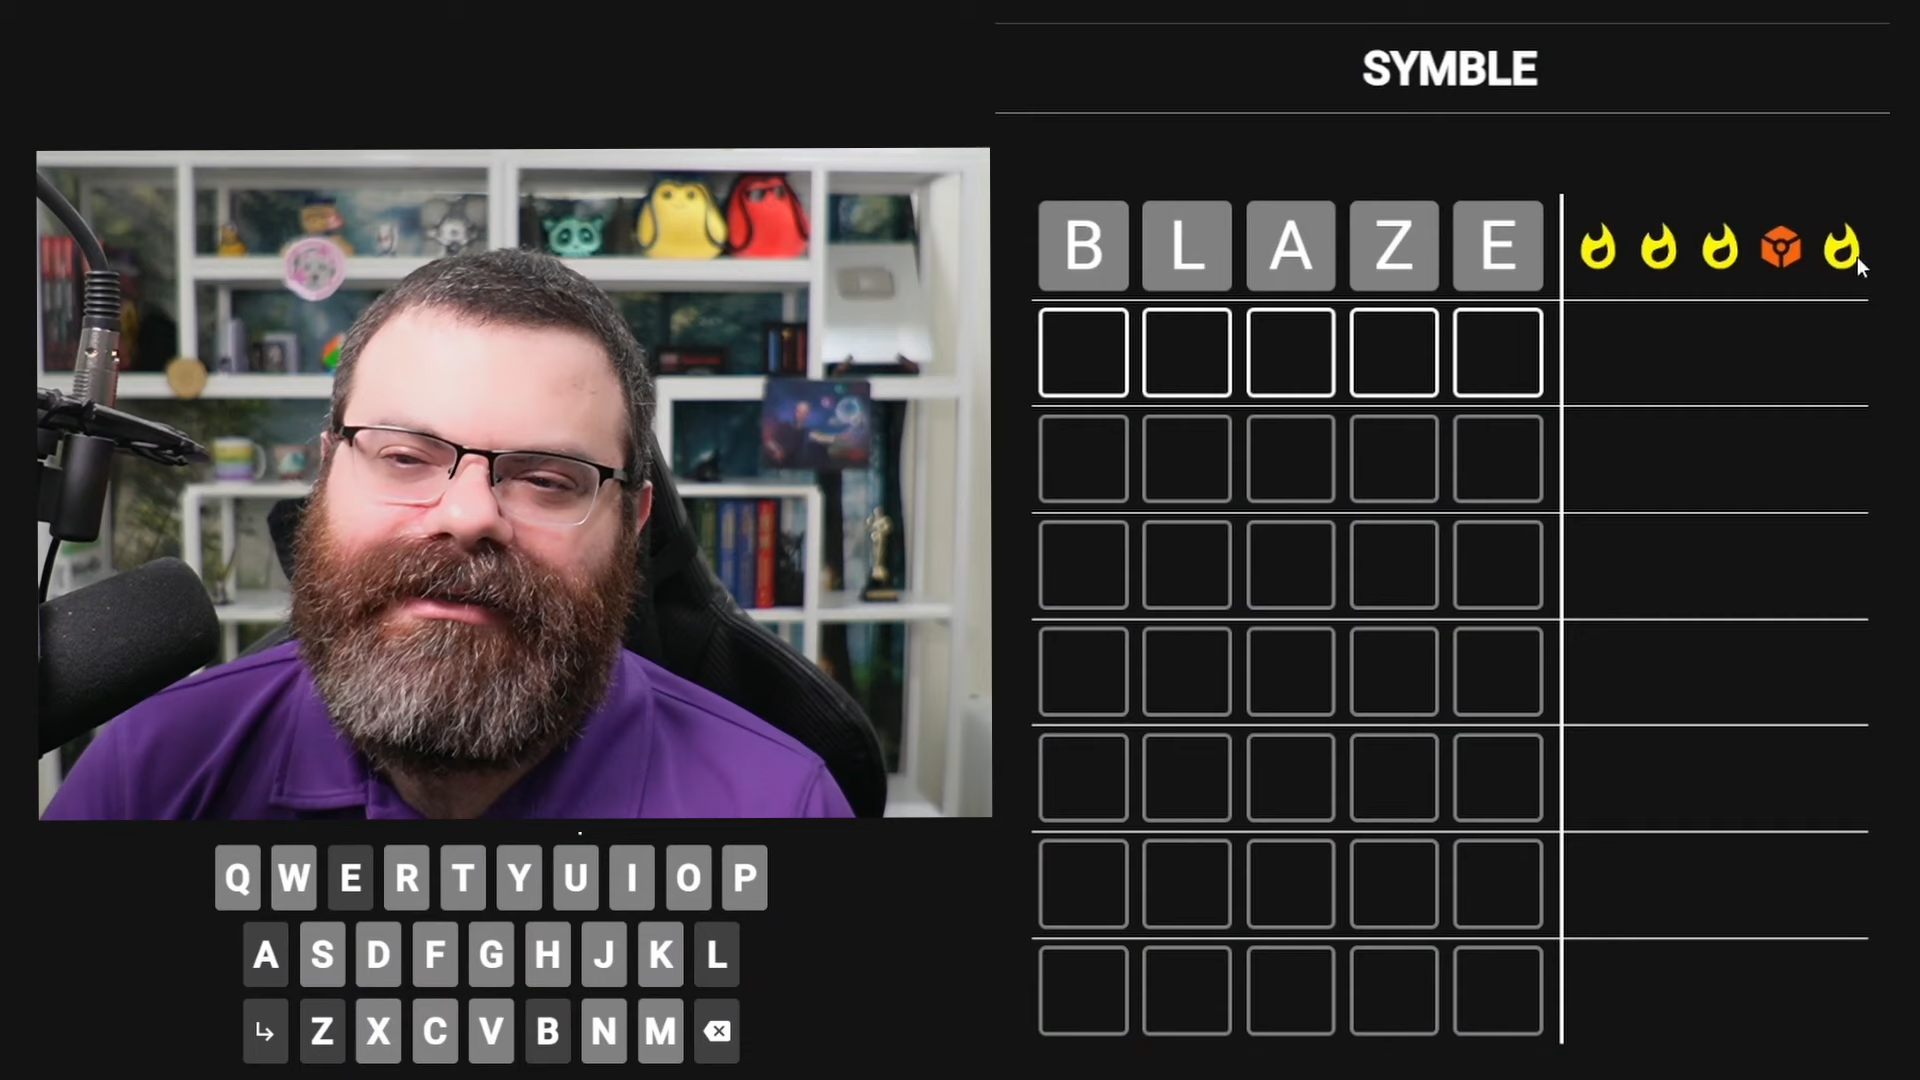 SYMBLE
B L A Z E
Q W E R T Y U I O P
A S D F G H J K L
Z X C V B N M